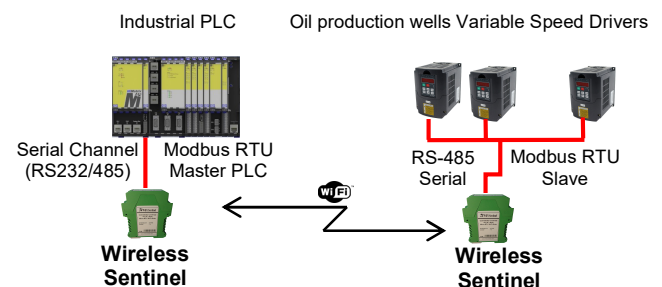 Industrial PLC
Oil production wells Variable Speed Drivers
Serial Channel
(RS232/485)
Modbus RTU
Master PLC
RS-485
Serial
Modbus RTU
Slave
WiFi
Wireless
Sentinel
Wireless
Sentinel